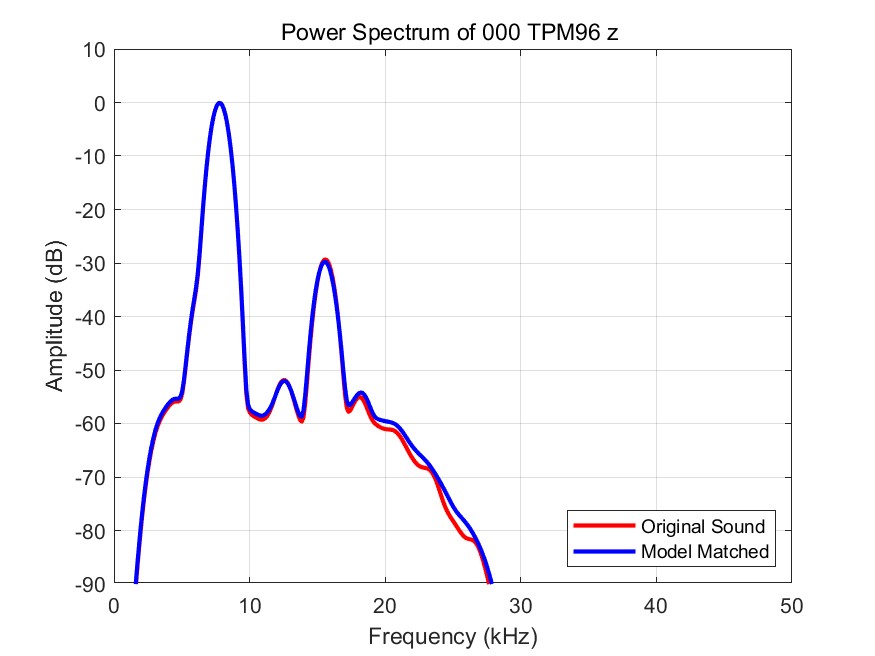 Power Spectrum of 000 TPM96 z
10
0
-10
-20
-30
-40
-50
-60
-70
-80
-90
Amplitude (dB)
Original Sound
Model Matched
0 10 20 30 40 50
Frequency (kHz)